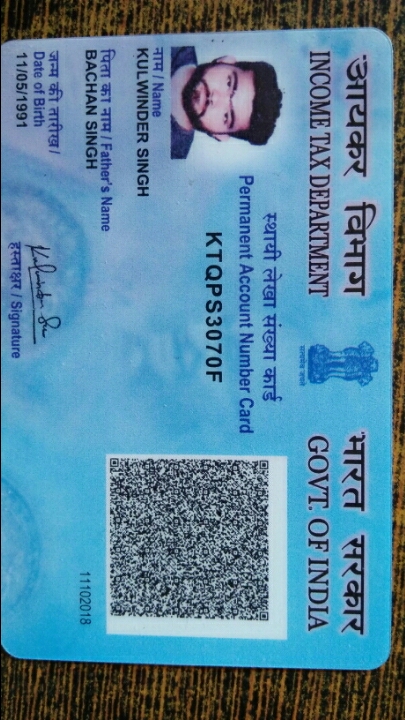 आयकर विभाग
INCOME TAX DEPARTMENT
सत्यमेव जयते
भारत सरकार
GOVT. OF INDIA
स्थायी लेखा संख्या कार्ड
Permanent Account Number Card
KTQPS3070F
नाम / Name
KULWINDER SINGH
पिता का नाम / Father's Name
BACHAN SINGH
जन्म की तारीख /
Date of Birth
11/05/1991
हस्ताक्षर / Signature
11102018